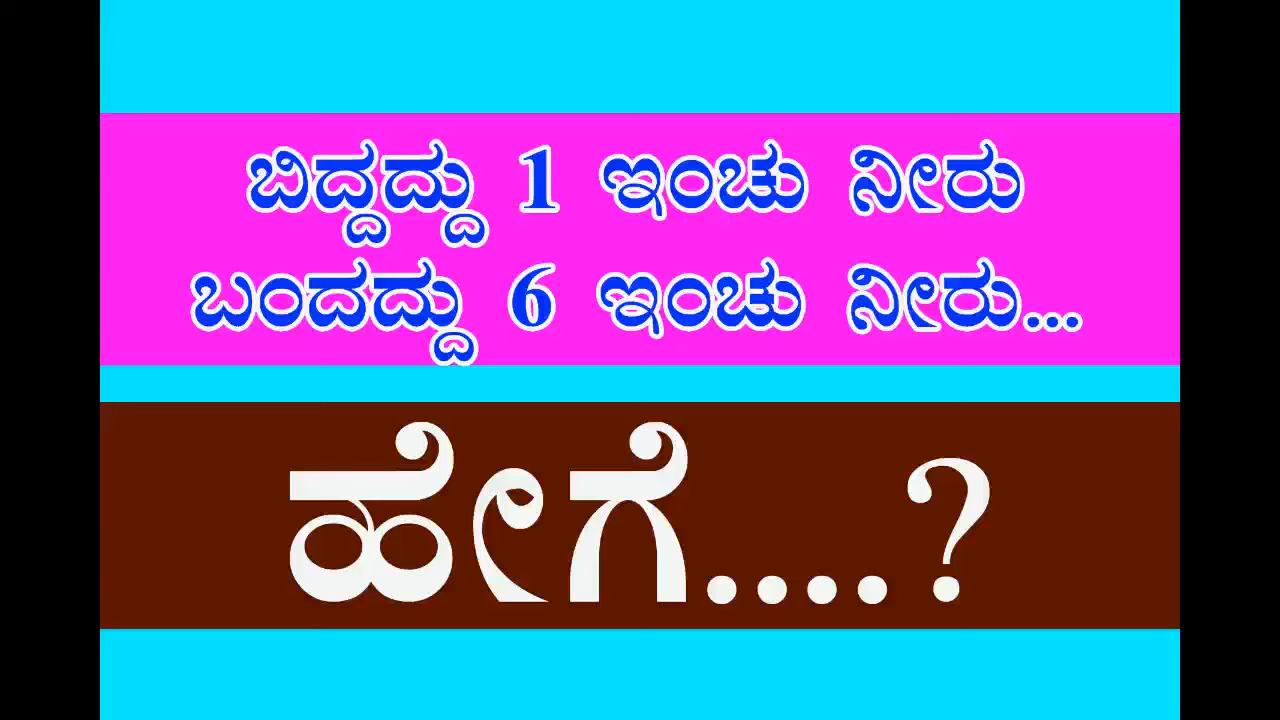 ಬಿದ್ದದ್ದು 1 ಇಂಚು ನೀರು
ಬಂದದ್ದು 6 ಇಂಚು ನೀರು...
ಹೇಗೆ....?